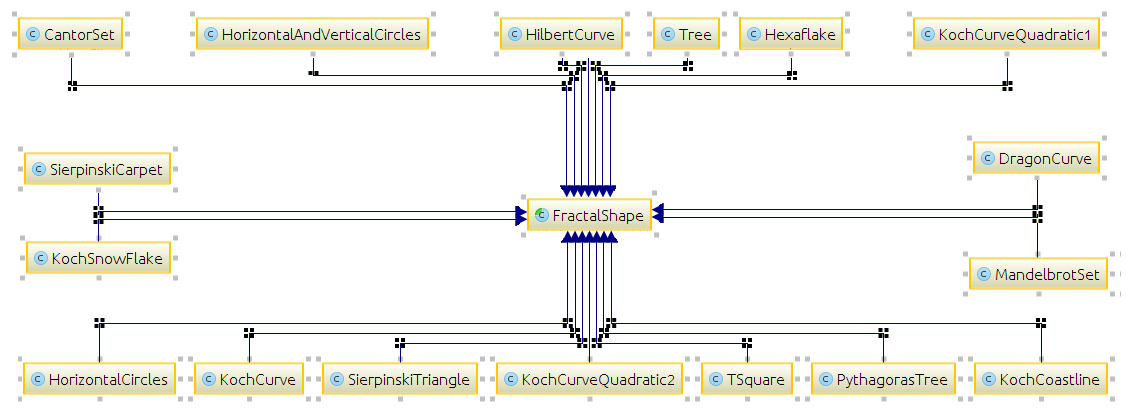 CantorSet
HorizontalAndVerticalCircles
HilbertCurve
Tree
Hexaflake
KochCurveQuadratic1
SierpinskiCarpet
DragonCurve
FractalShape
KochSnowFlake
MandelbrotSet
HorizontalCircles
KochCurve
SierpinskiTriangle
KochCurveQuadratic2
TSquare
PythagorasTree
KochCoastline